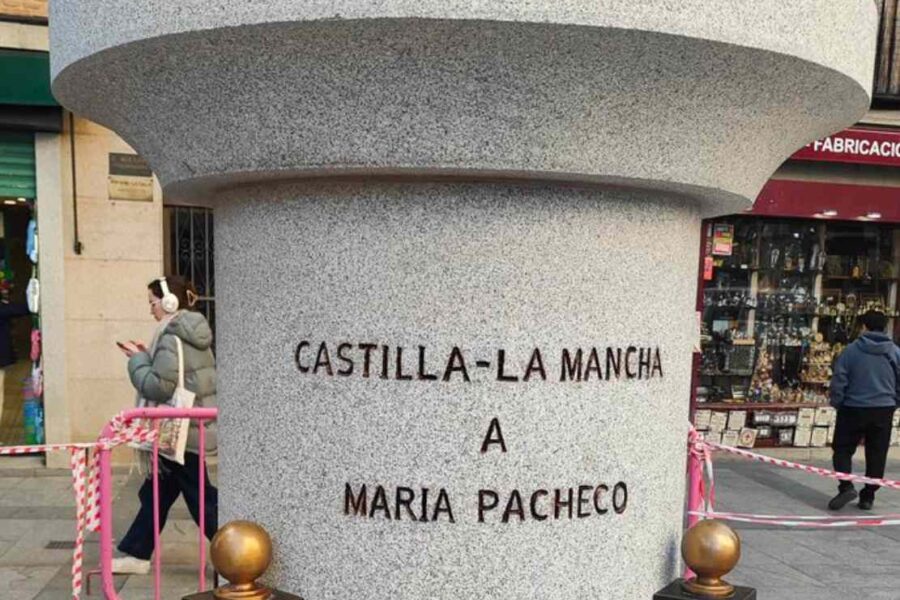 FABRICACIO
CASTILLA-LA MANCHA
A
MARIA PACHECO